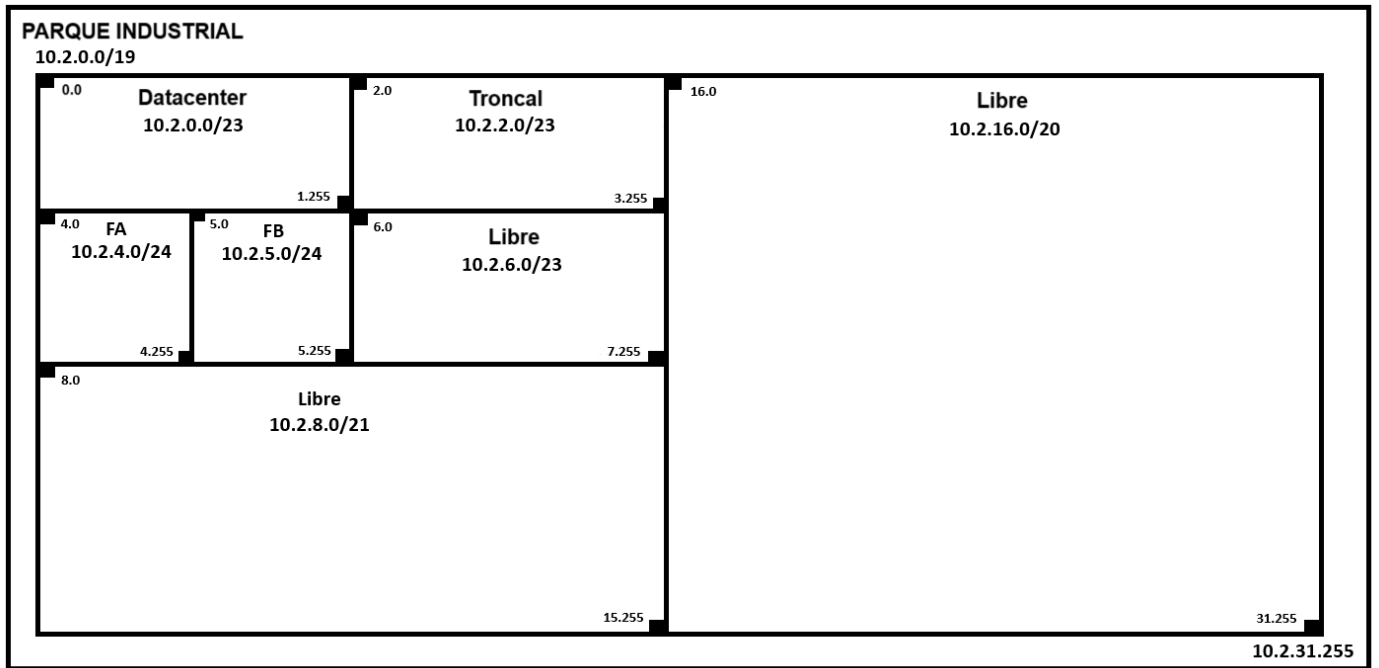 PARQUE INDUSTRIAL
10.2.0.0/19
0.0
Datacenter
10.2.0.0/23
1.255
2.0
Troncal
10.2.2.0/23
3.255
16.0
Libre
10.2.16.0/20
4.0
FA
10.2.4.0/24
4.255
5.0
FB
10.2.5.0/24
5.255
6.0
Libre
10.2.6.0/23
7.255
8.0
Libre
10.2.8.0/21
15.255
31.255
10.2.31.255